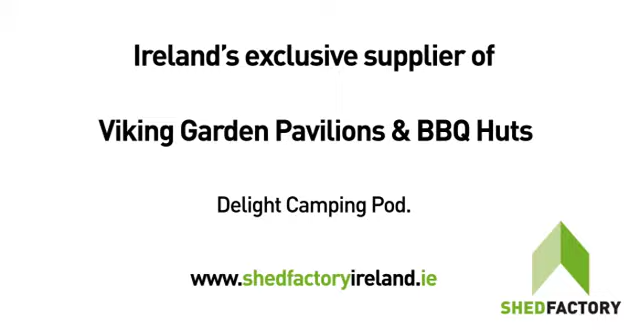 Ireland's exclusive supplier of
Viking Garden Pavilions & BBQ Huts
Delight Camping Pod.
www.shedfactoryireland.ie
SHEDFACTORY